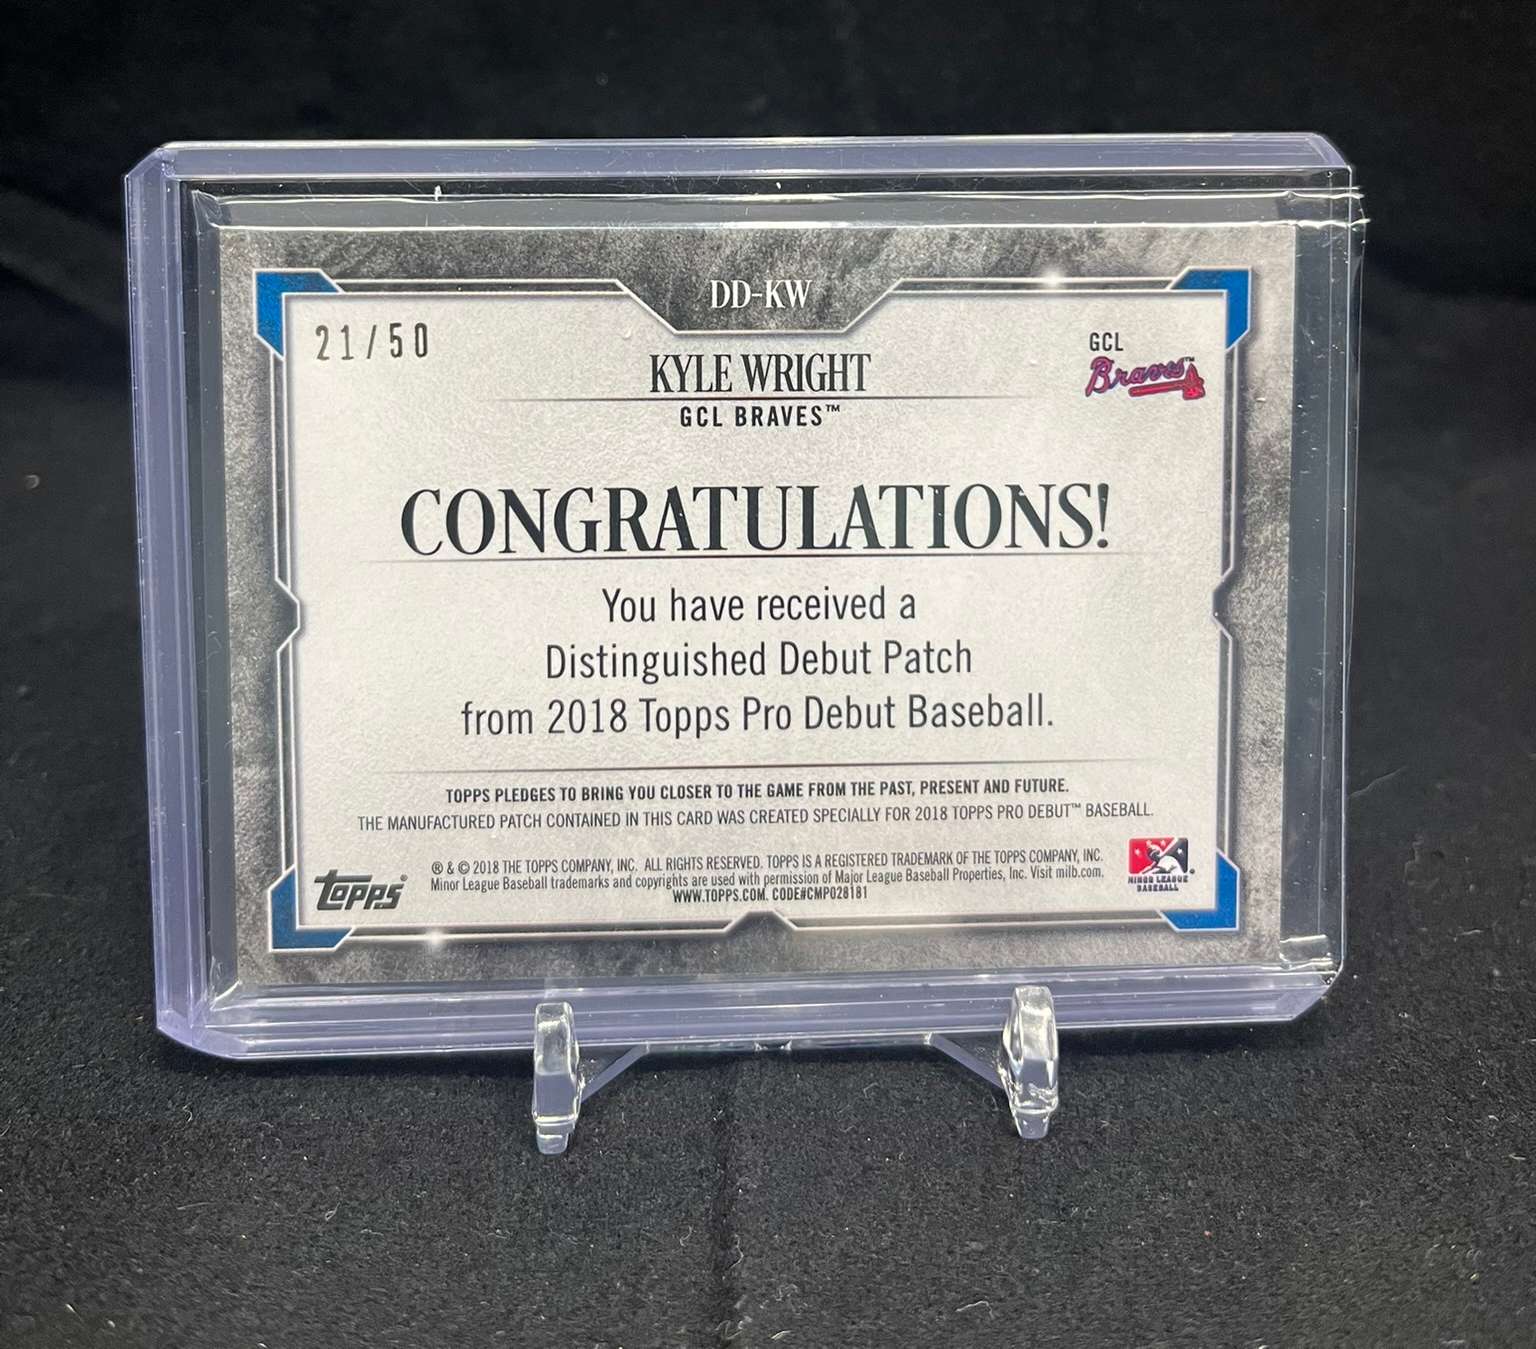 DD-KW
21/50
KYLE WRIGHT
GCL BRAVES™
GCL
Braves™
CONGRATULATIONS!
You have received a
Distinguished Debut Patch
from 2018 Topps Pro Debut Baseball.
TOPPS PLEDGES TO BRING YOU CLOSER TO THE GAME FROM THE PAST, PRESENT AND FUTURE.
THE MANUFACTURED PATCH CONTAINED IN THIS CARD WAS CREATED SPECIALLY FOR 2018 TOPPS PRO DEBUT™ BASEBALL.
® & © 2018 THE TOPPS COMPANY, INC. ALL RIGHTS RESERVED. TOPPS IS A REGISTERED TRADEMARK OF THE TOPPS COMPANY, INC.
Minor League Baseball trademarks and copyrights are used with permission of Major League Baseball Properties, Inc. Visit milb.com.
WWW.TOPPS.COM. CODE#CMP028181
Topps®
MINOR LEAGUE
BASEBALL®